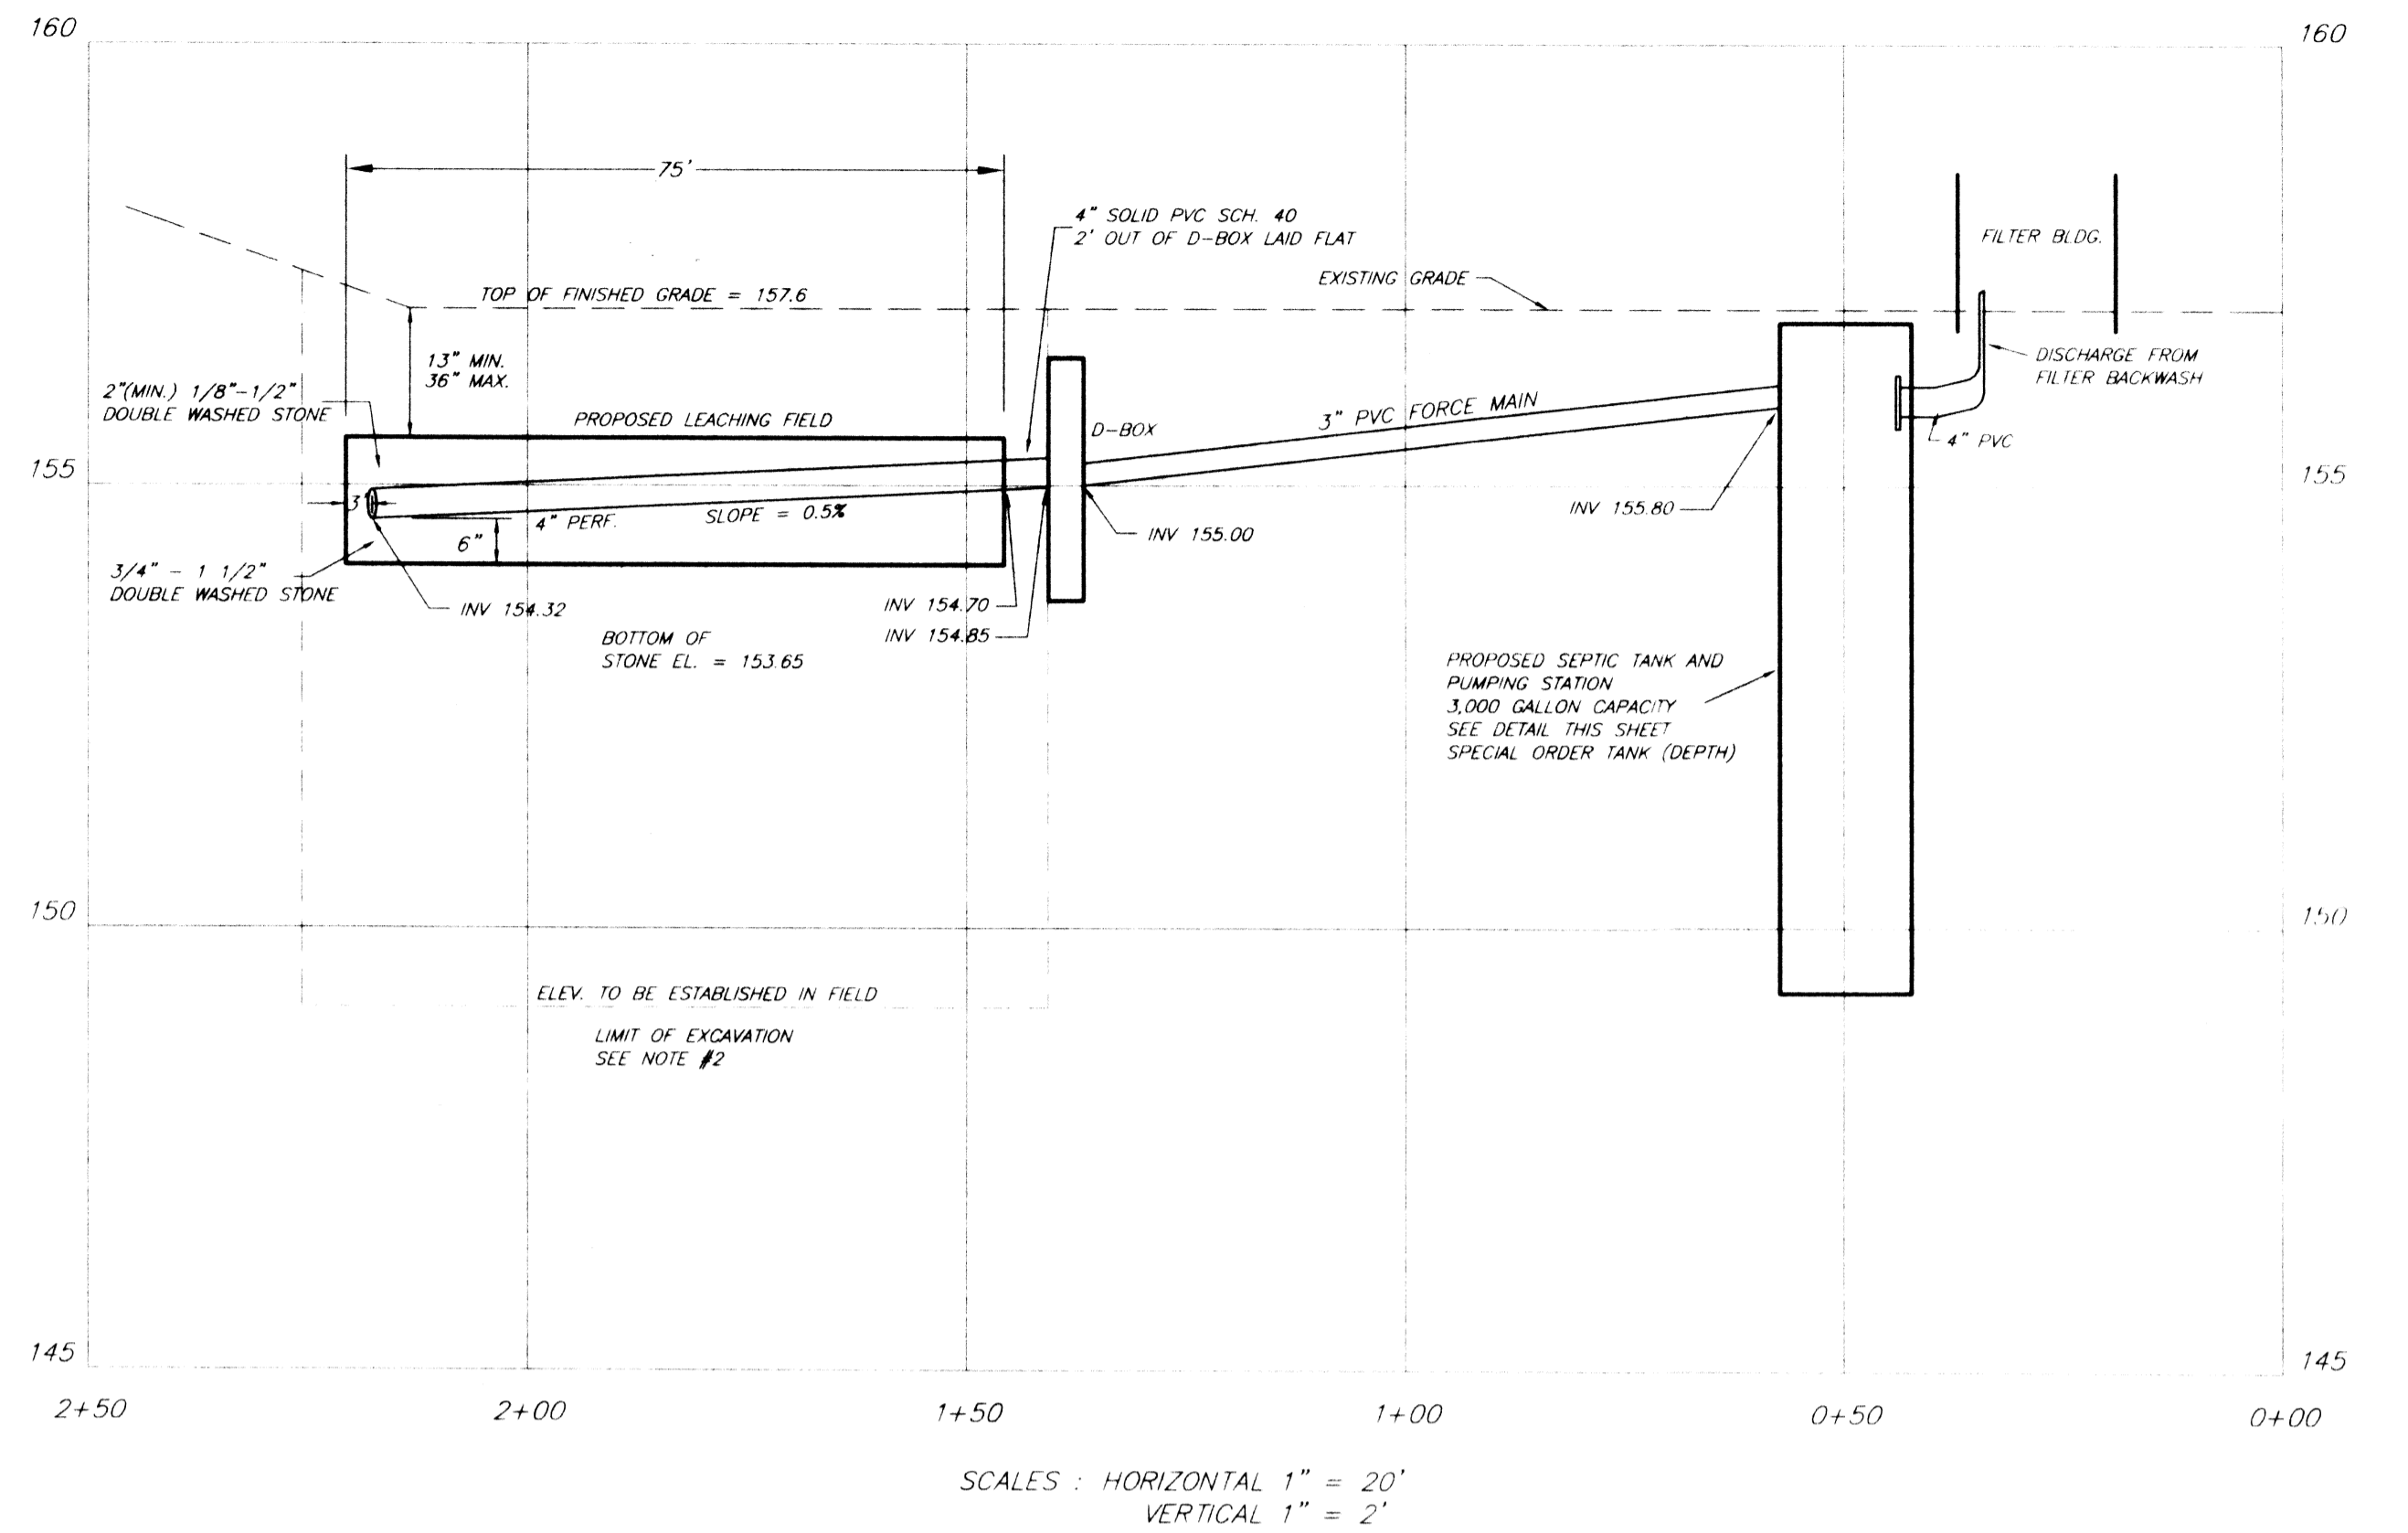 160
160
75'
4" SOLID PVC SCH. 40
2' OUT OF D-BOX LAID FLAT
FILTER BLDG.
EXISTING GRADE
TOP OF FINISHED GRADE = 157.6
13" MIN.
36" MAX.
DISCHARGE FROM
FILTER BACKWASH
2"(MIN.) 1/8"-1/2"
DOUBLE WASHED STONE
PROPOSED LEACHING FIELD
D-BOX
3" PVC FORCE MAIN
4" PVC
155
155
3'
4" PERF.
SLOPE = 0.5%
6"
INV 155.00
INV 155.80
3/4" - 1 1/2"
DOUBLE WASHED STONE
INV 154.32
INV 154.70
INV 154.85
BOTTOM OF
STONE EL. = 153.65
PROPOSED SEPTIC TANK AND
PUMPING STATION
3,000 GALLON CAPACITY
SEE DETAIL THIS SHEET
SPECIAL ORDER TANK (DEPTH)
150
150
ELEV. TO BE ESTABLISHED IN FIELD
LIMIT OF EXCAVATION
SEE NOTE #2
145
145
2+50
2+00
1+50
1+00
0+50
0+00
SCALES : HORIZONTAL 1" = 20'
VERTICAL 1" = 2'